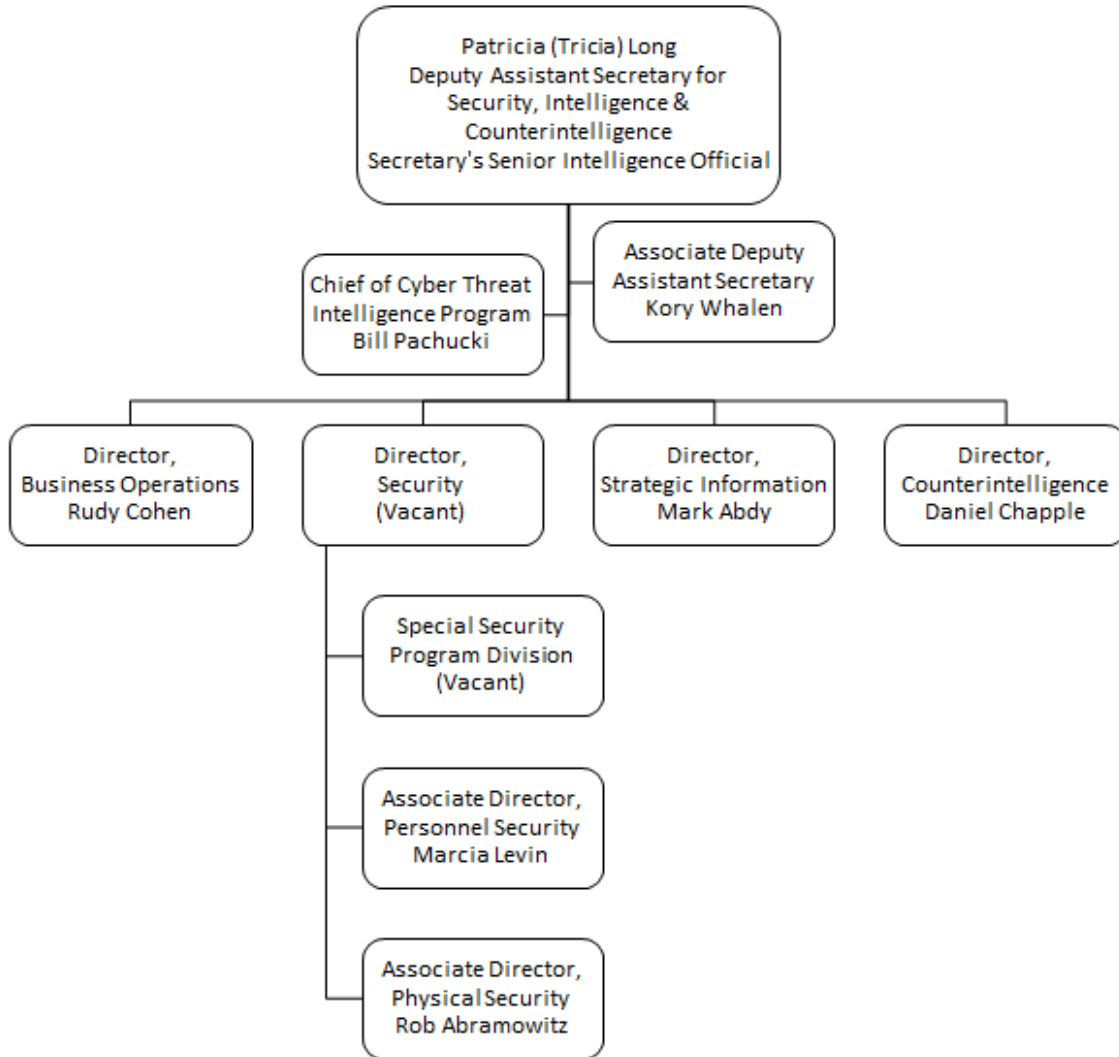 Patricia (Tricia) Long
Deputy Assistant Secretary for
Security, Intelligence &
Counterintelligence
Secretary's Senior Intelligence Official
Associate Deputy
Assistant Secretary
Kory Whalen
Chief of Cyber Threat
Intelligence Program
Bill Pachucki
Director,
Business Operations
Rudy Cohen
Director,
Security
(Vacant)
Director,
Strategic Information
Mark Abdy
Director,
Counterintelligence
Daniel Chapple
Special Security
Program Division
(Vacant)
Associate Director,
Personnel Security
Marcia Levin
Associate Director,
Physical Security
Rob Abramowitz